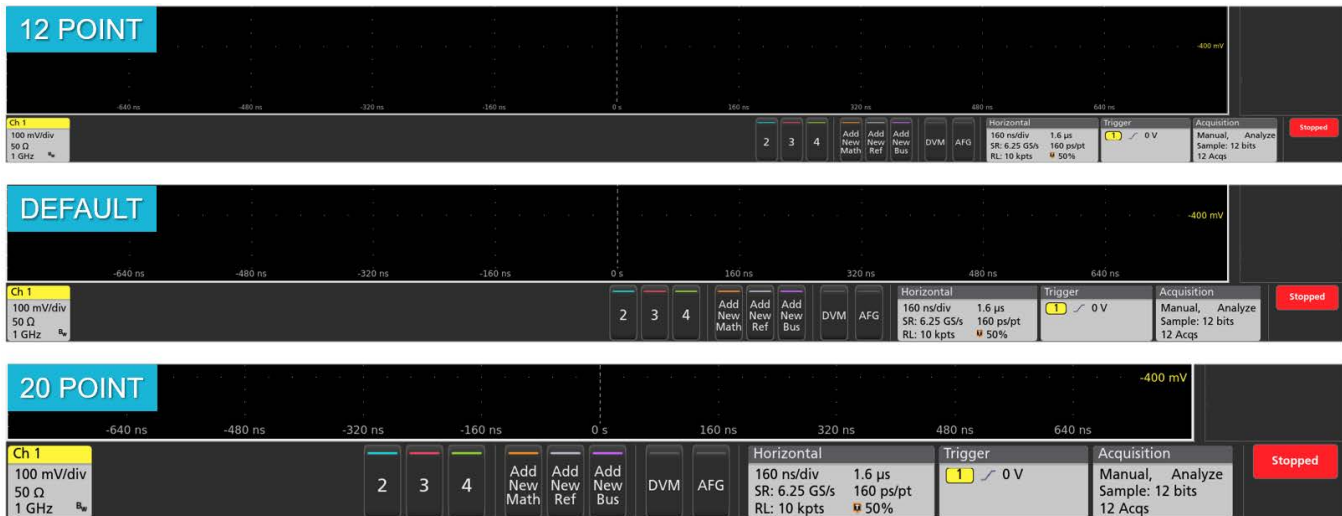 12 POINT
-400 mV
-640 ns -480 ns -320 ns -160 ns 0 s 160 ns 320 ns 480 ns 640 ns
Ch 1
100 mV/div
50 Ω
1 GHz Bw
2 3 4
Add New Math
Add New Ref
Add New Bus
DVM AFG
Horizontal
160 ns/div 1.6 µs
SR: 6.25 GS/s 160 ps/pt
RL: 10 kpts 50%
Trigger
1 0 V
Acquisition
Manual, Analyze
Sample: 12 bits
12 Acqs
Stopped
DEFAULT
-400 mV
-640 ns -480 ns -320 ns -160 ns 0 s 160 ns 320 ns 480 ns 640 ns
Ch 1
100 mV/div
50 Ω
1 GHz Bw
2 3 4
Add New Math
Add New Ref
Add New Bus
DVM AFG
Horizontal
160 ns/div 1.6 µs
SR: 6.25 GS/s 160 ps/pt
RL: 10 kpts 50%
Trigger
1 0 V
Acquisition
Manual, Analyze
Sample: 12 bits
12 Acqs
Stopped
20 POINT
-400 mV
-640 ns -480 ns -320 ns -160 ns 0 s 160 ns 320 ns 480 ns 640 ns
Ch 1
100 mV/div
50 Ω
1 GHz Bw
2 3 4
Add New Math
Add New Ref
Add New Bus
DVM AFG
Horizontal
160 ns/div 1.6 µs
SR: 6.25 GS/s 160 ps/pt
RL: 10 kpts 50%
Trigger
1 0 V
Acquisition
Manual, Analyze
Sample: 12 bits
12 Acqs
Stopped